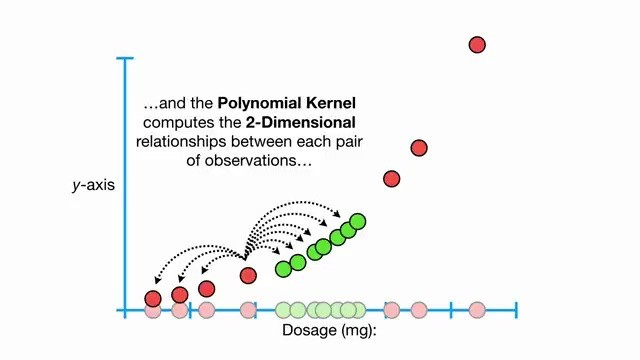 …and the Polynomial Kernel
computes the 2-Dimensional
relationships between each pair
of observations…
y-axis
Dosage (mg):